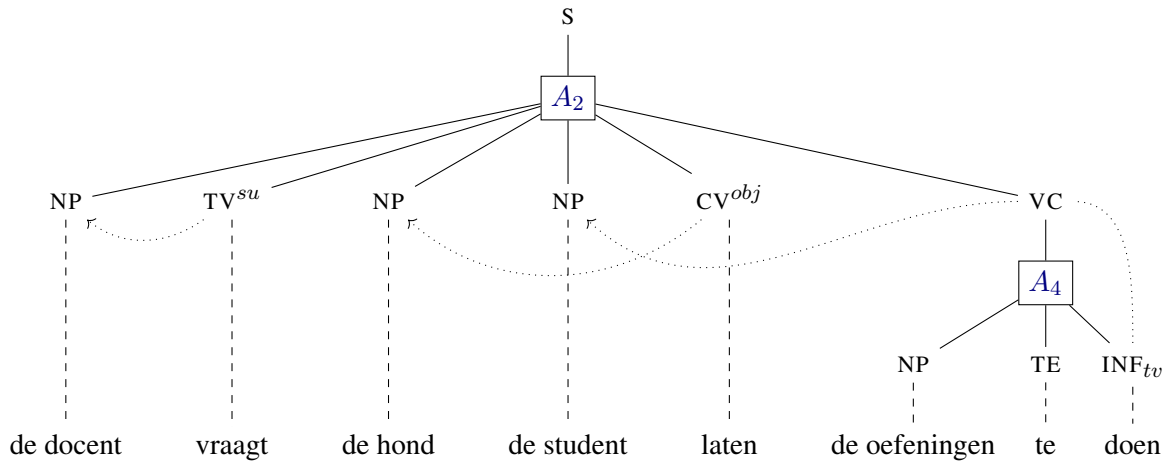 S
A₂
NP TVˢᵘ NP NP CVᵒᵇʲ VC
A₄
NP TE INFₜᵥ
de docent vraagt de hond de student laten de oefeningen te doen